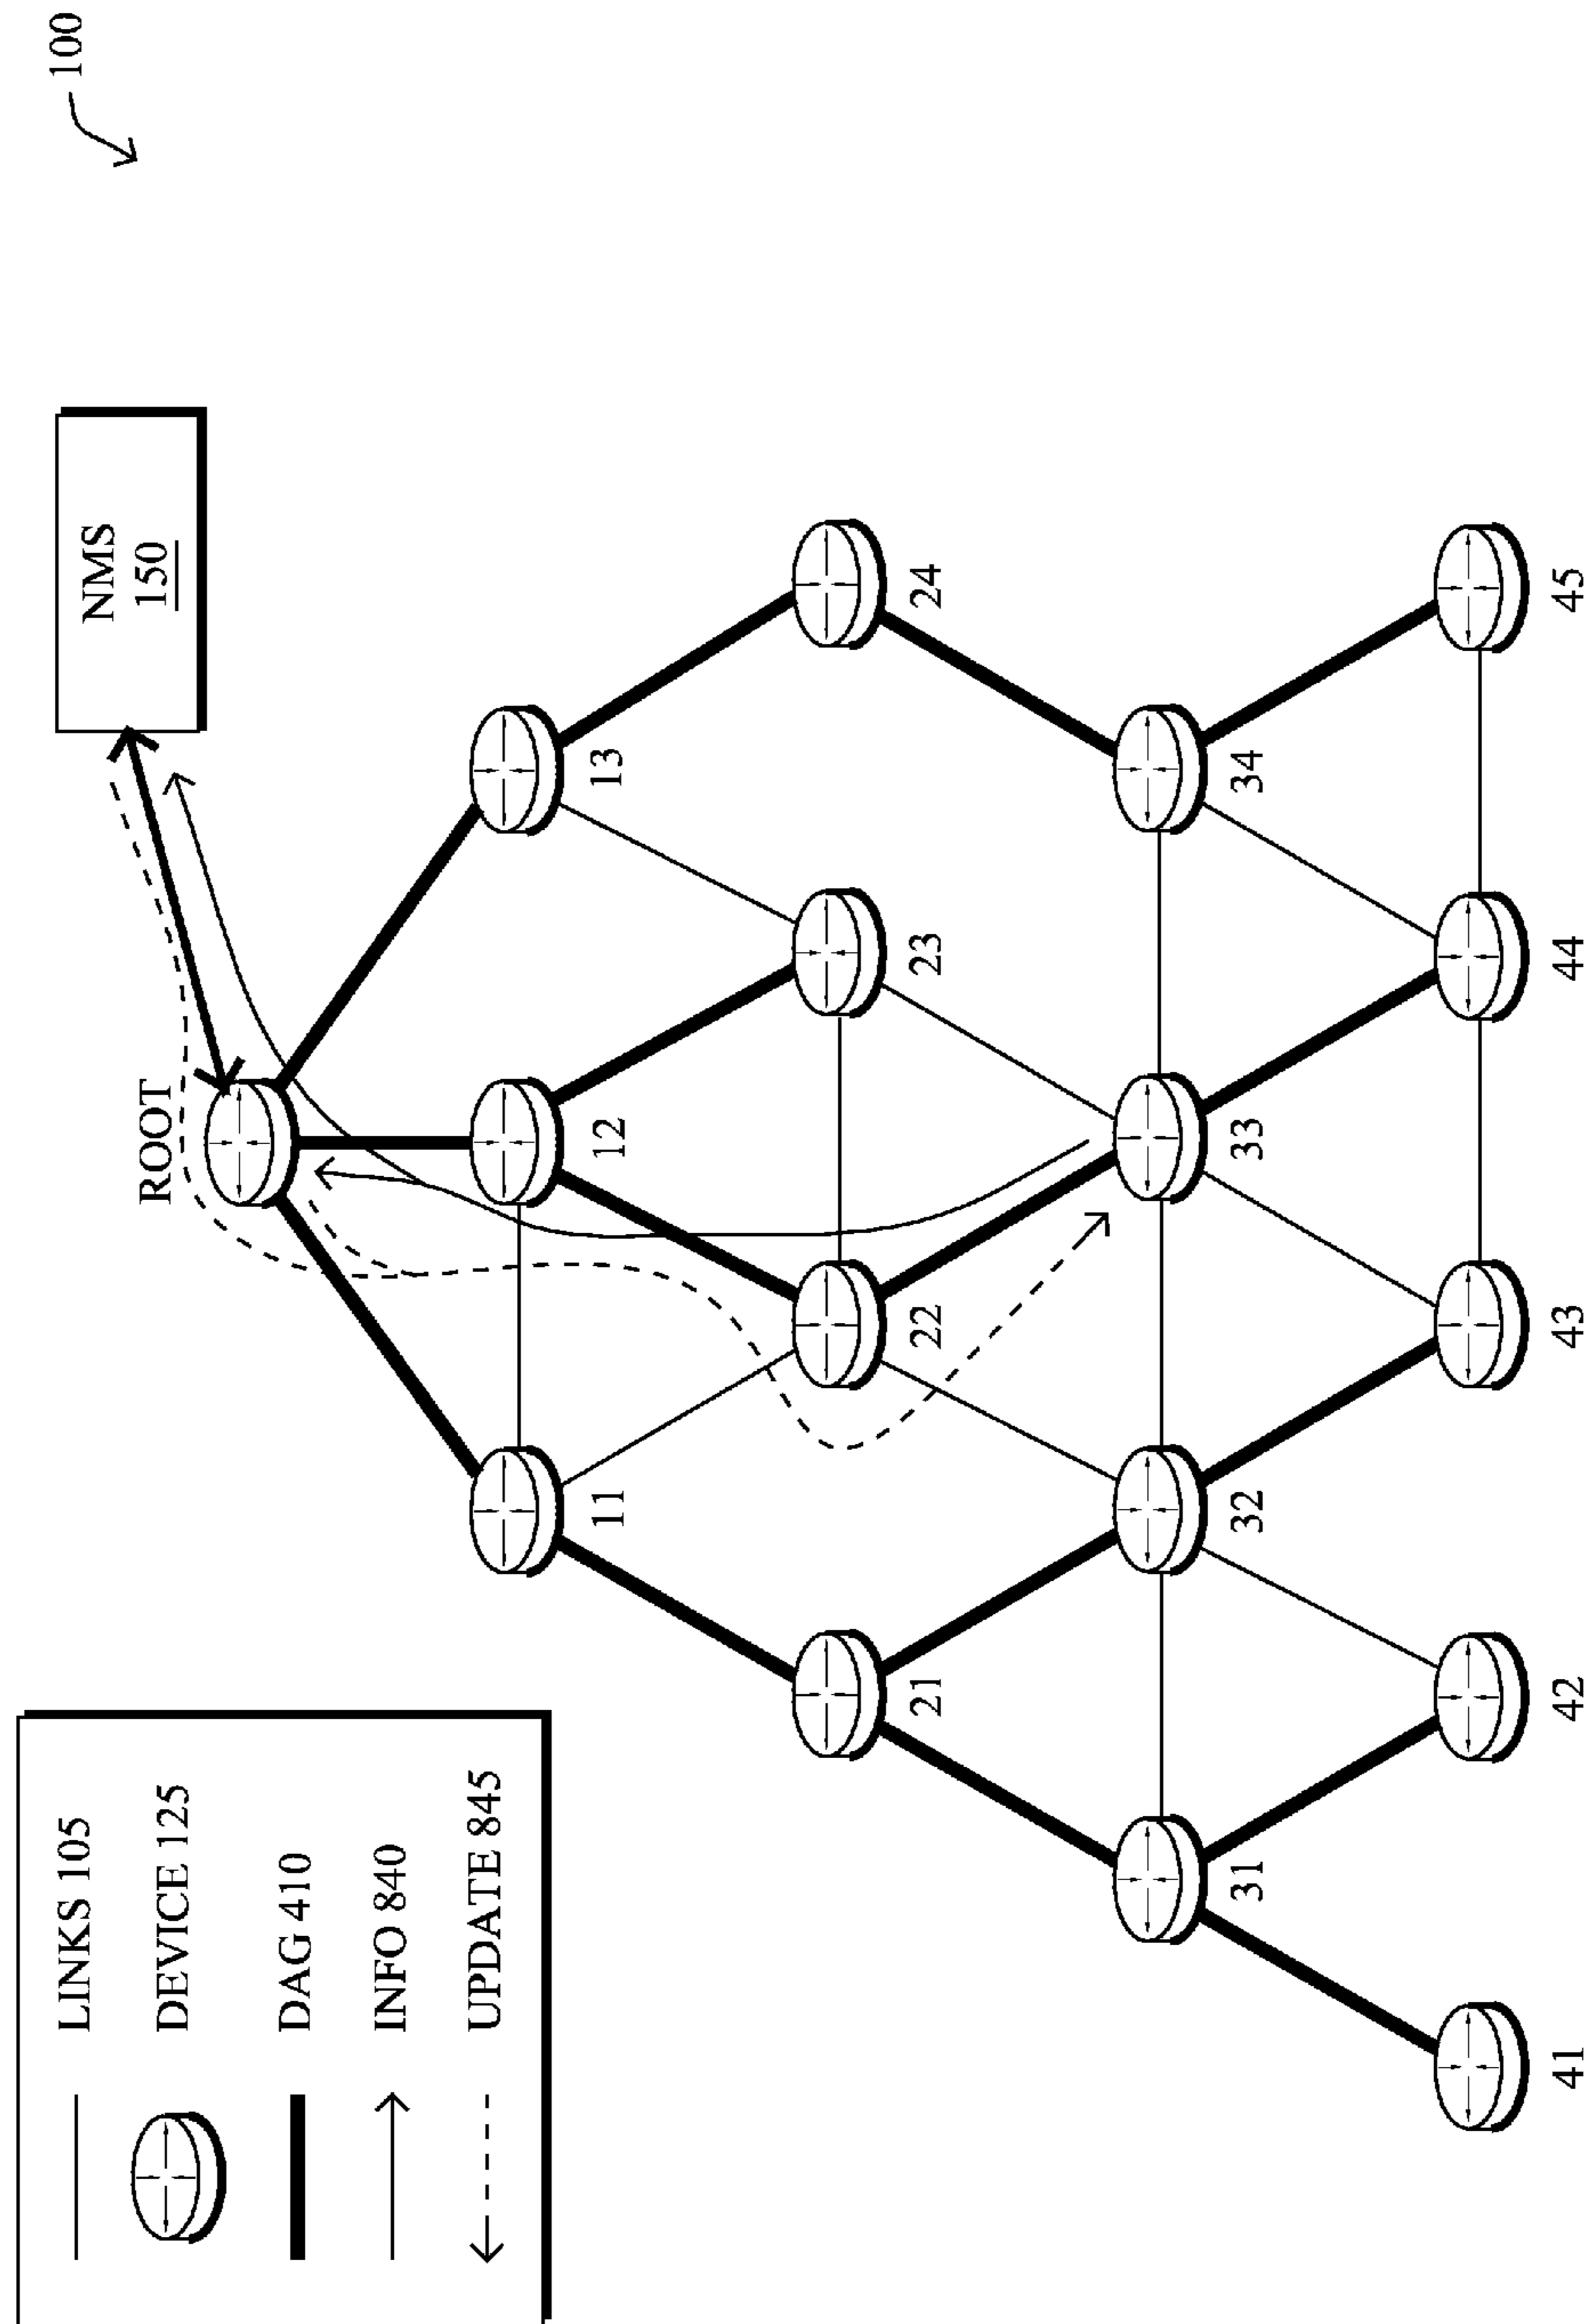 LINKS 105
DEVICE 125
DAG 410
INFO 840
UPDATE 845
100
NMS
150
ROOT
11
12
13
21
22
23
24
31
32
33
34
41
42
43
44
45